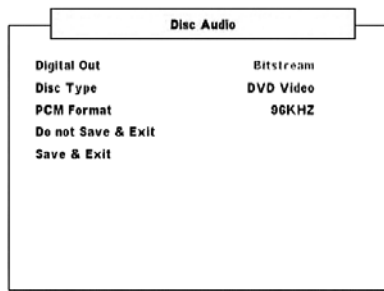 Disc Audio
Digital Out Bitstream
Disc Type DVD Video
PCM Format 96KHZ
Do not Save & Exit
Save & Exit